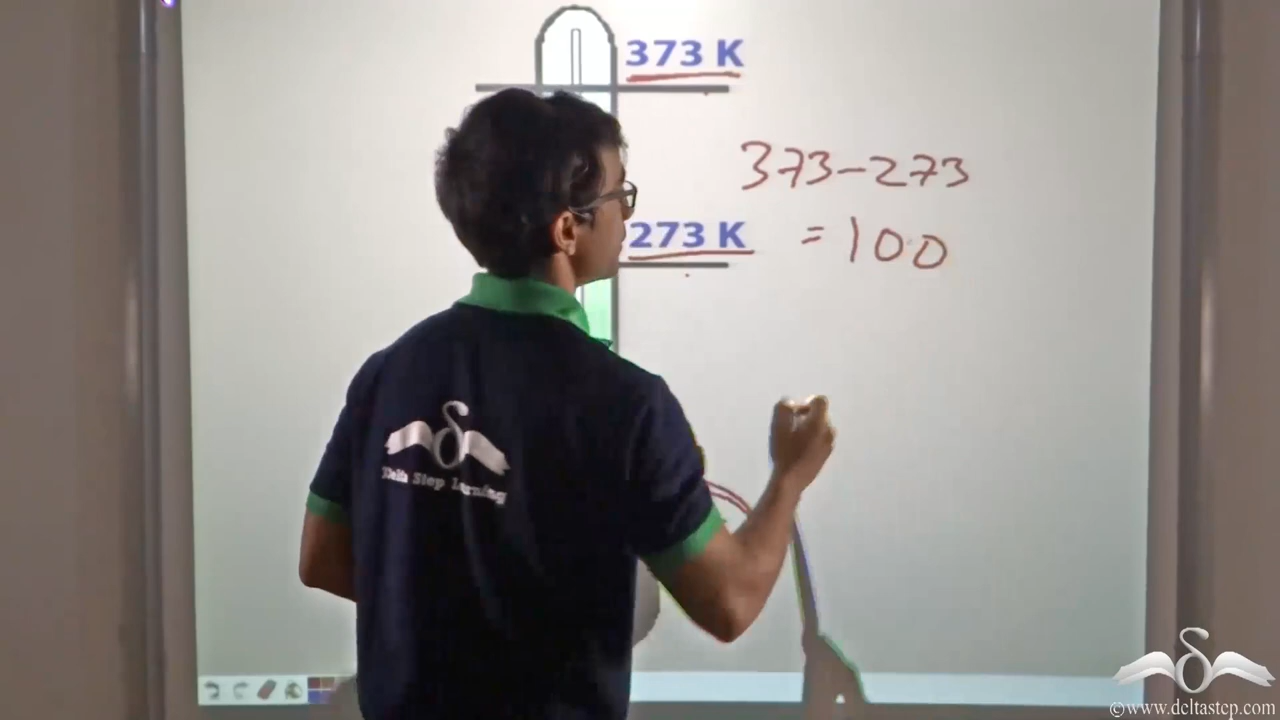 373 K
373-273
273 K
= 100
Delta Step Learning
©www.deltastep.com